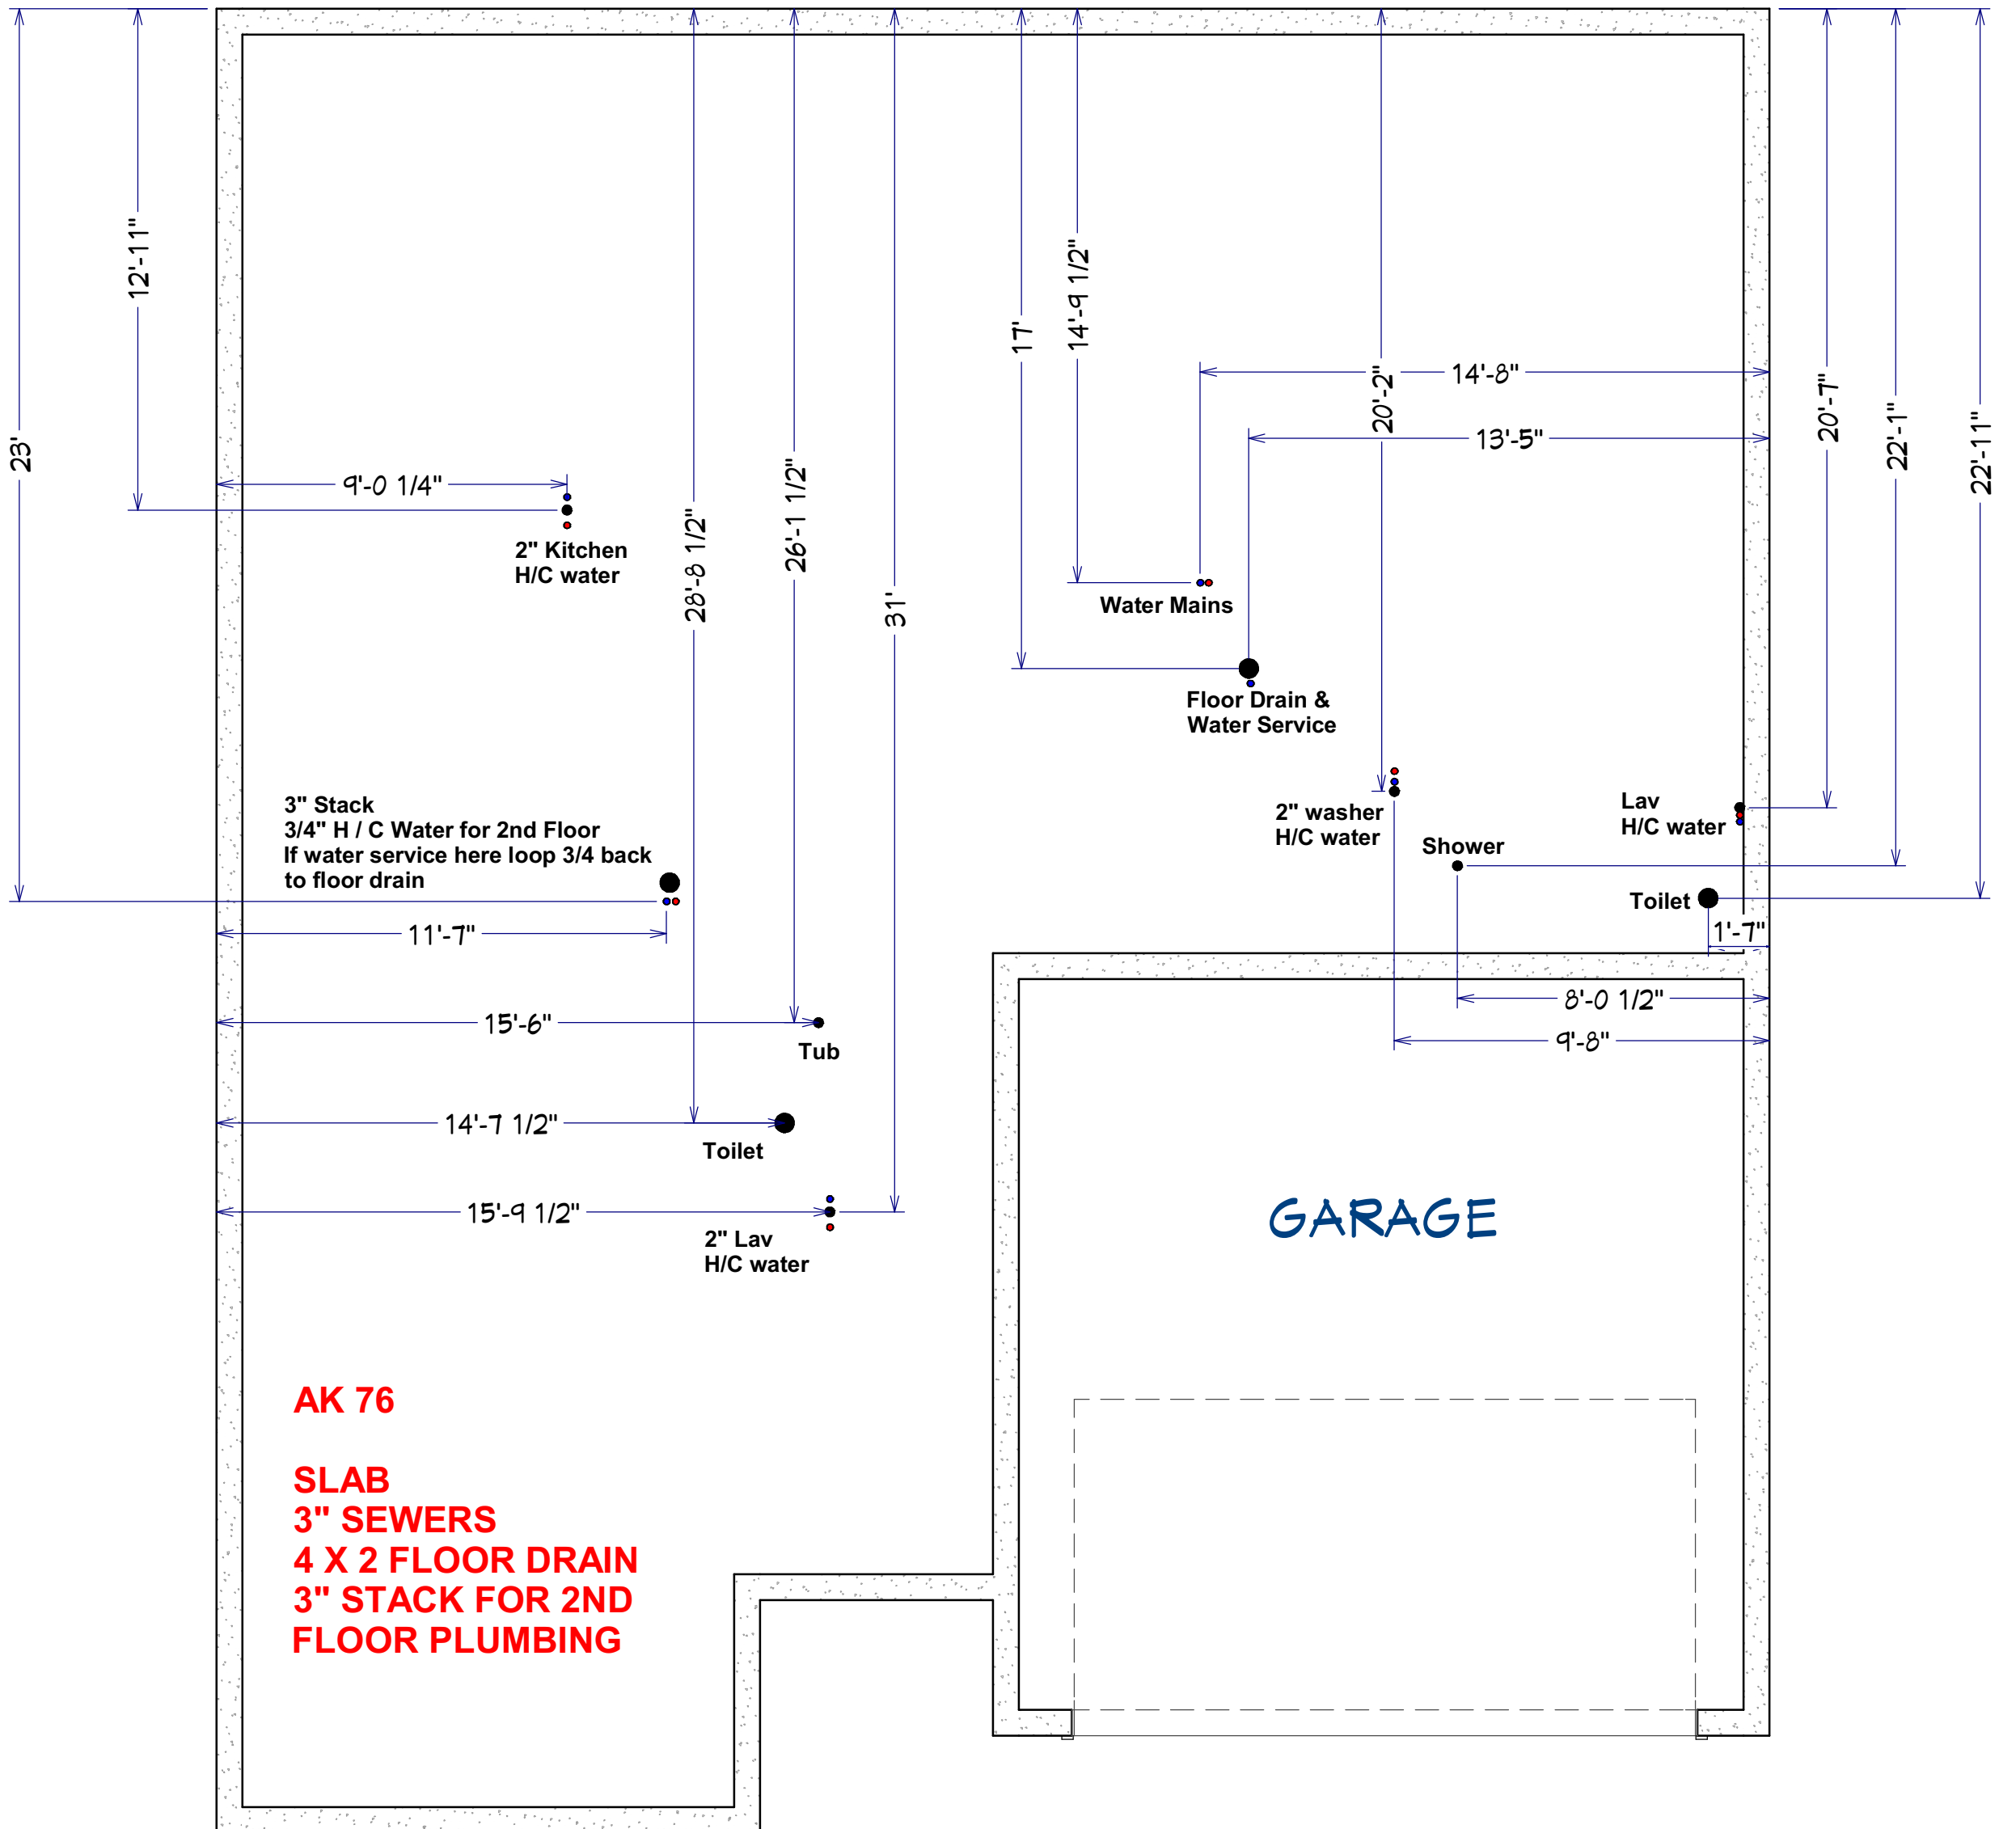 12'-11"
23'
28'-8 1/2"
26'-1 1/2"
31'
17'
14'-9 1/2"
20'-2"
14'-8"
13'-5"
20'-7"
22'-1"
22'-11"
9'-0 1/4"
2" Kitchen
H/C water
Water Mains
Floor Drain &
Water Service
3" Stack
3/4" H / C Water for 2nd Floor
If water service here loop 3/4 back
to floor drain
11'-7"
2" washer
H/C water
Shower
Lav
H/C water
Toilet
1'-7"
8'-0 1/2"
9'-8"
15'-6"
Tub
14'-7 1/2"
Toilet
15'-9 1/2"
2" Lav
H/C water
GARAGE
AK 76
SLAB
3" SEWERS
4 X 2 FLOOR DRAIN
3" STACK FOR 2ND
FLOOR PLUMBING